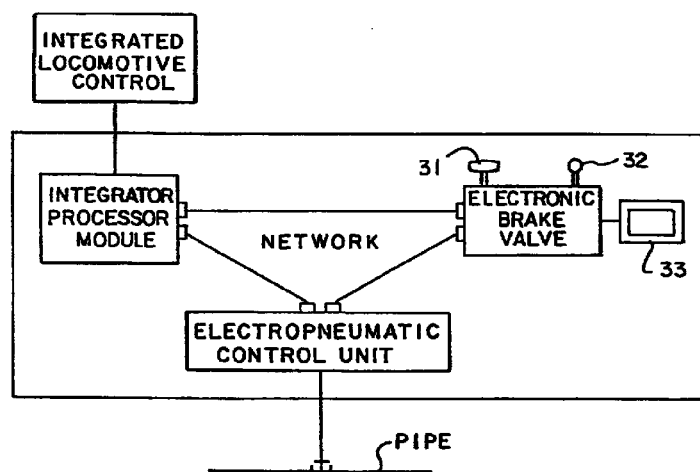 INTEGRATED
LOCOMOTIVE
CONTROL
INTEGRATOR
PROCESSOR
MODULE
NETWORK
31
32
ELECTRONIC
BRAKE
VALVE
33
ELECTROPNEUMATIC
CONTROL UNIT
PIPE